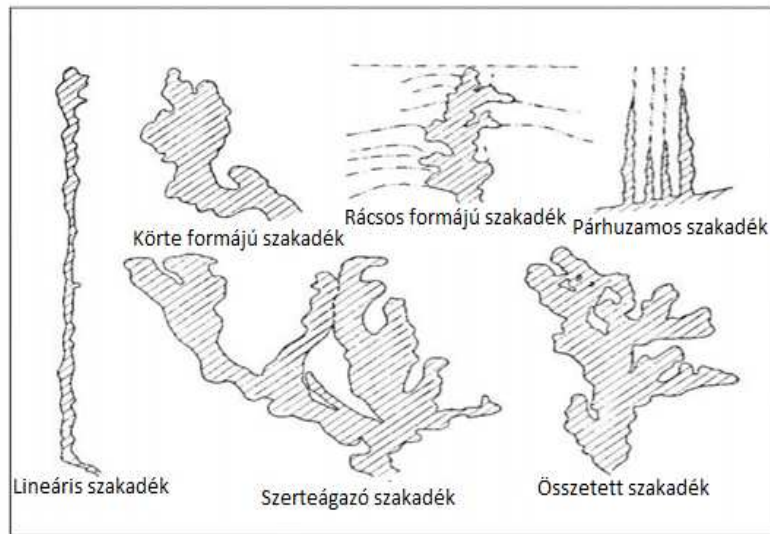 Körte formájú szakadék
Rácsos formájú szakadék
Párhuzamos szakadék
Lineáris szakadék
Szerteágazó szakadék
Összetett szakadék